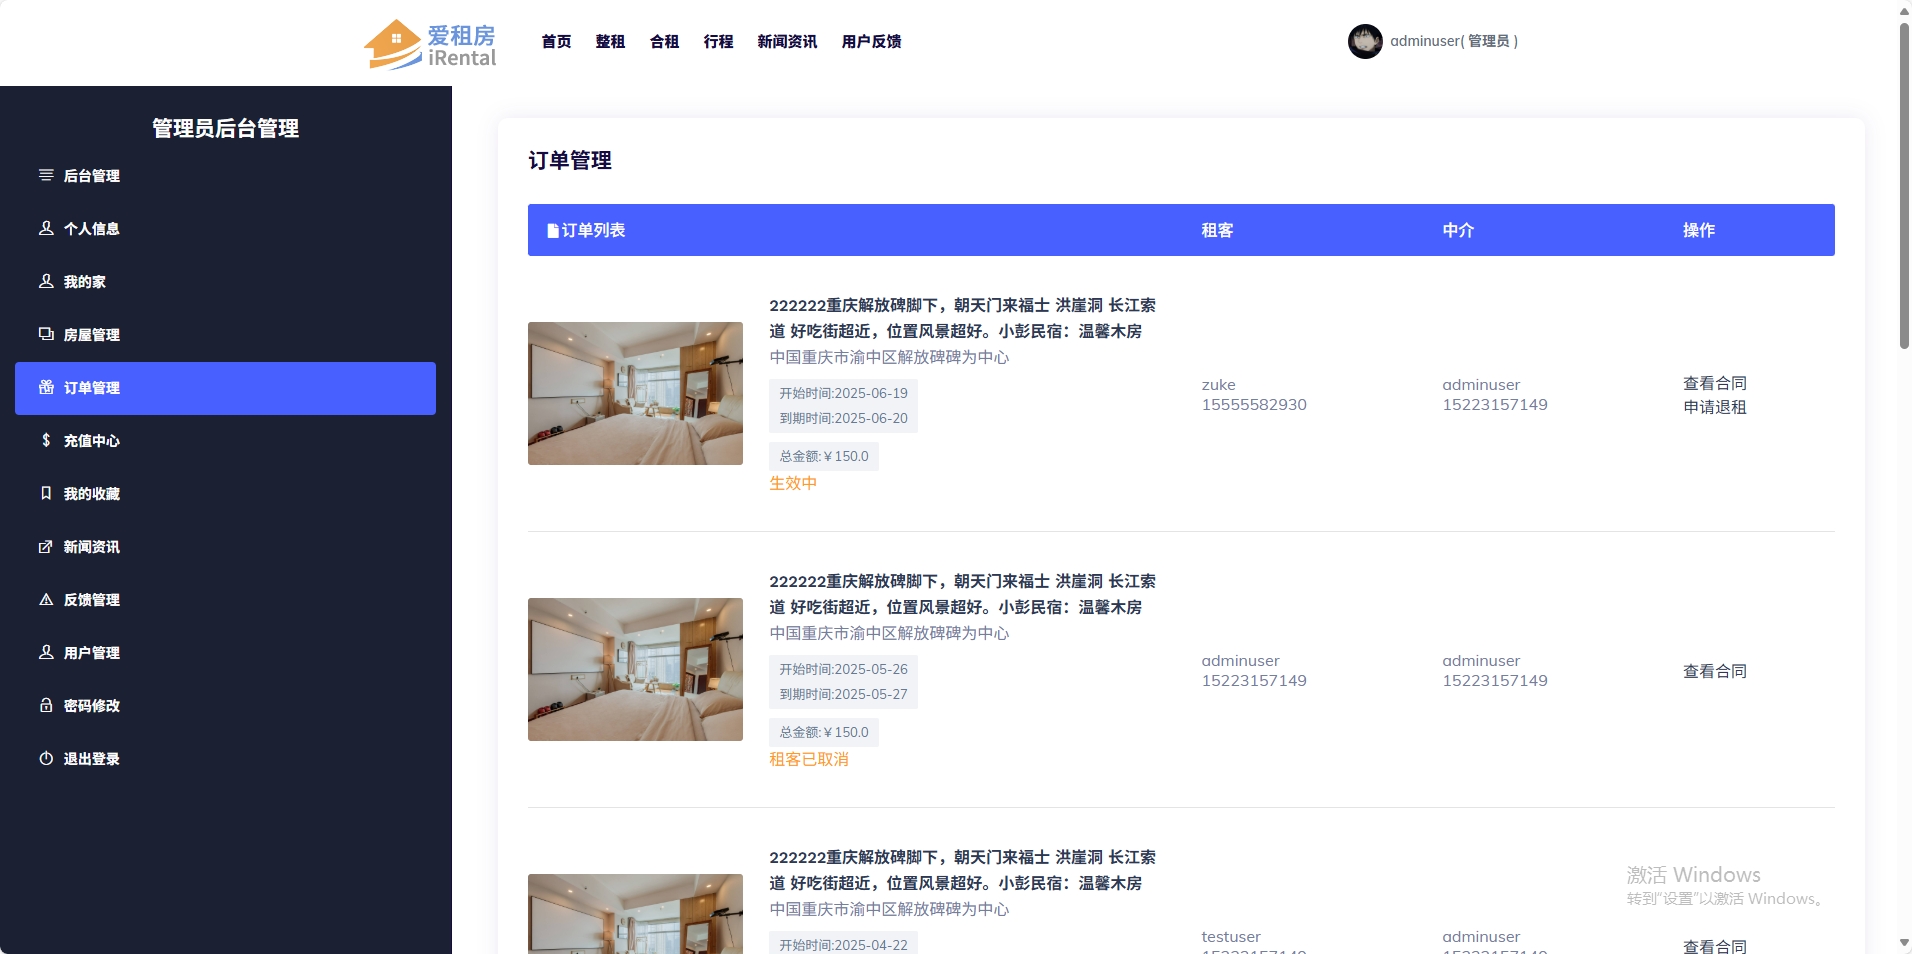 爱租房
iRental
首页 整租 合租 行程 新闻资讯 用户反馈
adminuser( 管理员 )
管理员后台管理
后台管理
个人信息
我的家
房屋管理
订单管理
充值中心
我的收藏
新闻资讯
反馈管理
用户管理
密码修改
退出登录
订单管理
订单列表 租客 中介 操作
222222重庆解放碑脚下，朝天门来福士 洪崖洞 长江索
道 好吃街超近，位置风景超好。小彭民宿：温馨木房
中国重庆市渝中区解放碑碑为中心
开始时间:2025-06-19
到期时间:2025-06-20
总金额:￥150.0
生效中
zuke
15555582930
adminuser
15223157149
查看合同
申请退租
222222重庆解放碑脚下，朝天门来福士 洪崖洞 长江索
道 好吃街超近，位置风景超好。小彭民宿：温馨木房
中国重庆市渝中区解放碑碑为中心
开始时间:2025-05-26
到期时间:2025-05-27
总金额:￥150.0
租客已取消
adminuser
15223157149
adminuser
15223157149
查看合同
222222重庆解放碑脚下，朝天门来福士 洪崖洞 长江索
道 好吃街超近，位置风景超好。小彭民宿：温馨木房
中国重庆市渝中区解放碑碑为中心
开始时间:2025-04-22
testuser
15223157149
adminuser
15223157149
查看合同
激活 Windows
转到"设置"以激活 Windows。